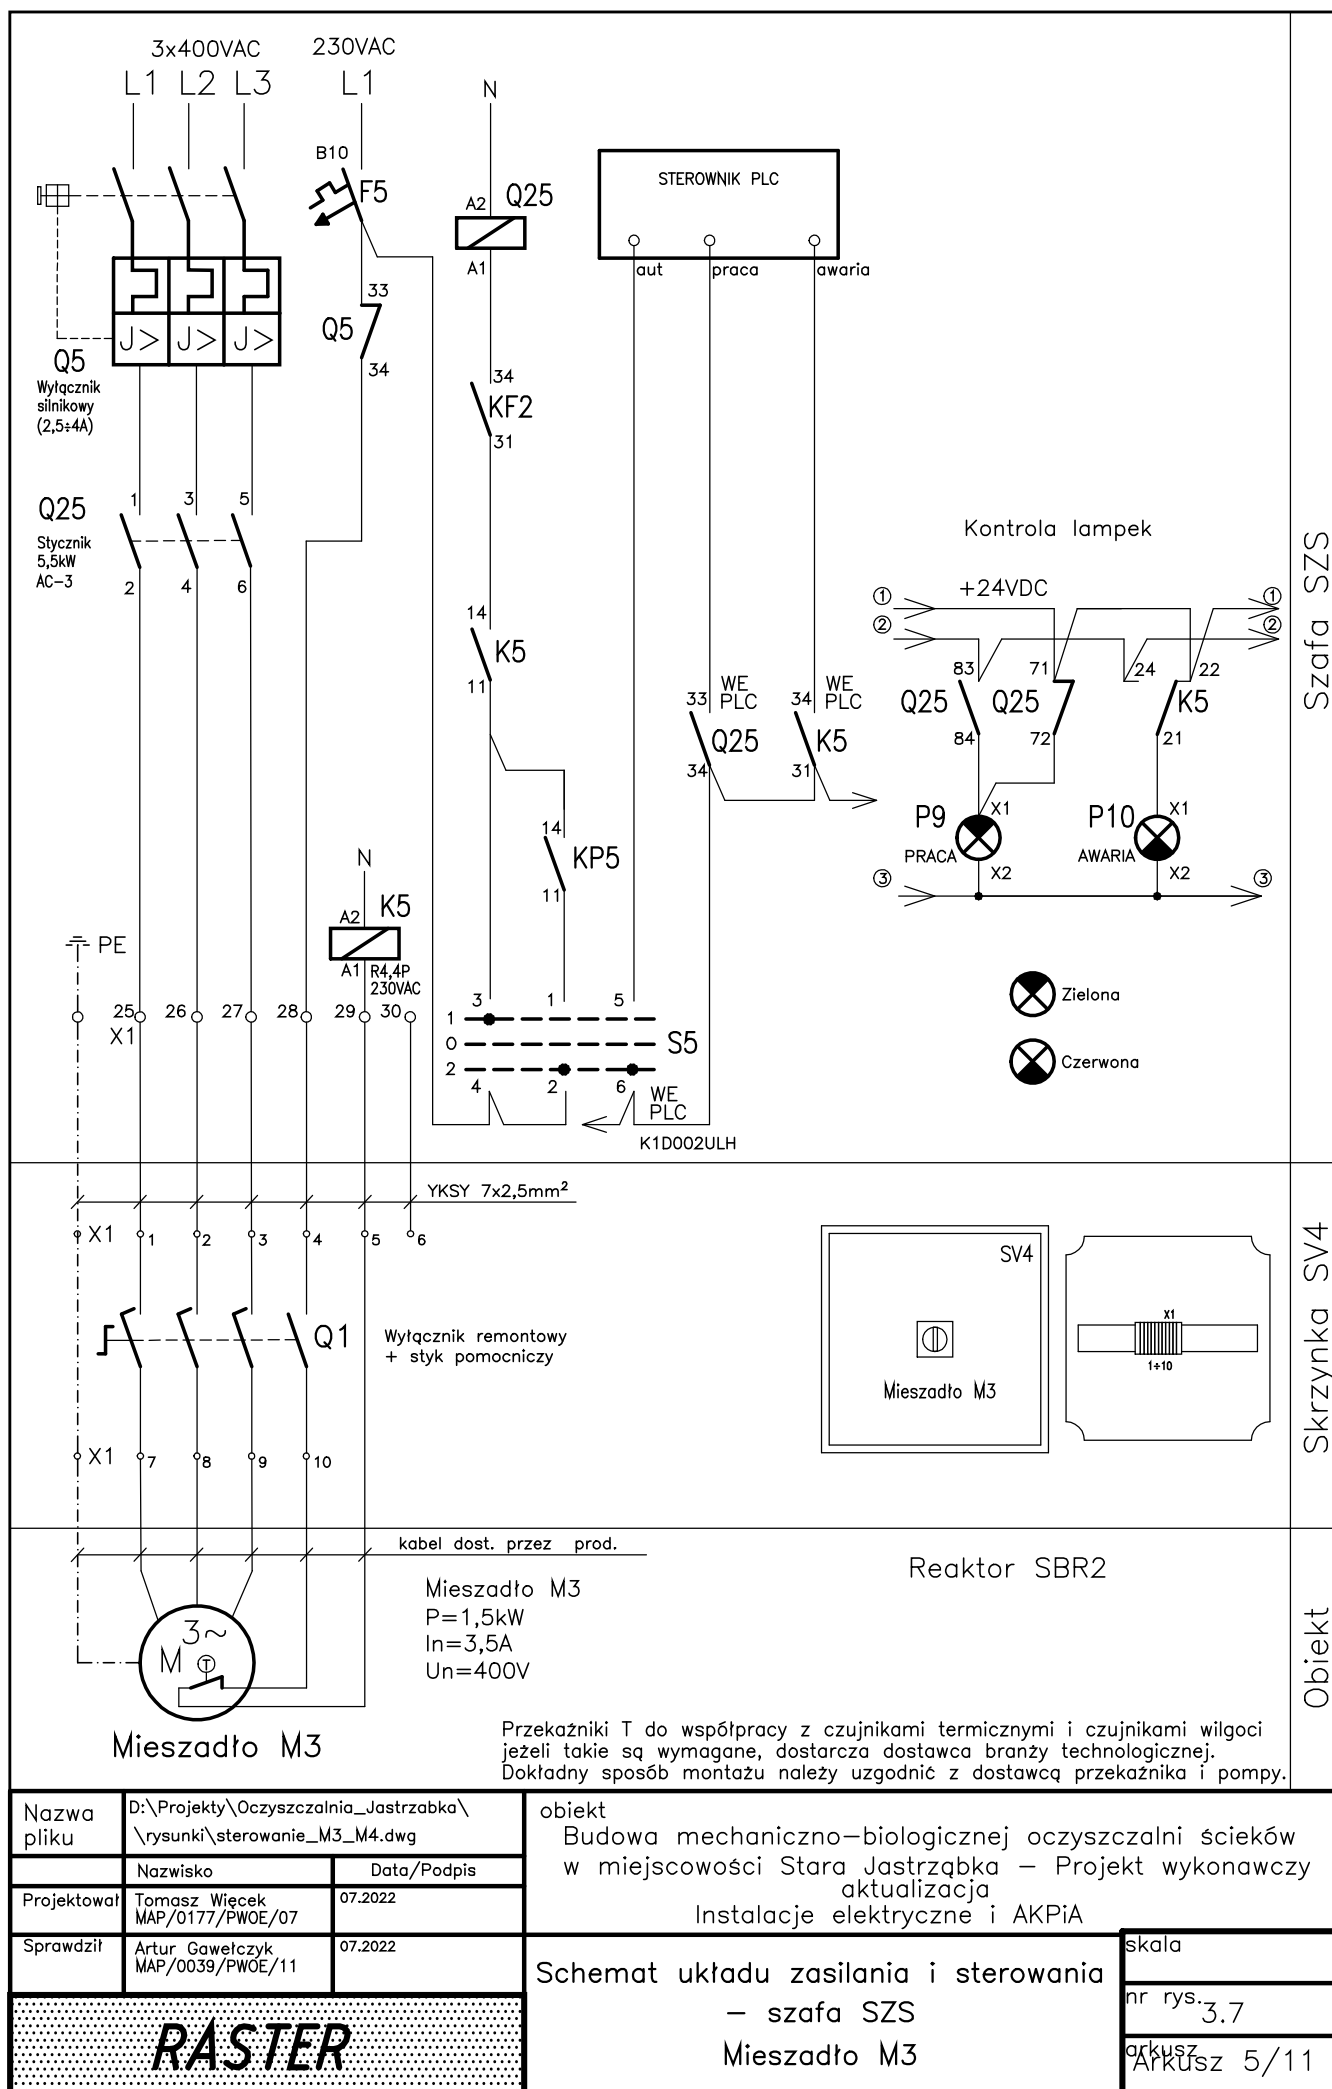 3x400VAC
230VAC
L1 L2 L3
L1
N
B10
F5
A2
Q25
A1
STEROWNIK PLC
aut
praca
awaria
J>
J>
J>
Q5
Wyłącznik
silnikowy
(2,5÷4A)
33
Q5
34
34
KF2
31
Q25
Stycznik
5,5kW
AC-3
1
3
5
2
4
6
Kontrola lampek
+24VDC
1
1
2
2
14
K5
11
83
71
24
22
Q25
Q25
K5
84
72
21
WE
PLC
33
Q25
34
WE
PLC
34
K5
31
P9
X1
PRACA
X2
P10
X1
AWARIA
X2
3
3
14
KP5
11
N
A2
K5
A1
R4,4P
230VAC
PE
25
26
27
28
29
30
X1
3
1
5
1
0
2
S5
4
2
6
WE
PLC
K1D002ULH
Zielona
Czerwona
Szafa SZS
YKSY 7x2,5mm²
X1
1
2
3
4
5
6
Q1
Wyłącznik remontowy
+ styk pomocniczy
X1
7
8
9
10
SV4
Mieszadło M3
X1
1÷10
Skrzynka SV4
kabel dost. przez prod.
Reaktor SBR2
Mieszadło M3
P=1,5kW
In=3,5A
Un=400V
3~
M
T
Mieszadło M3
Obiekt
Przekaźniki T do współpracy z czujnikami termicznymi i czujnikami wilgoci
jeżeli takie są wymagane, dostarcza dostawca branży technologicznej.
Dokładny sposób montażu należy uzgodnić z dostawcą przekaźnika i pompy.
Nazwa
pliku
D:\Projekty\Oczyszczalnia_Jastrzabka\
\rysunki\sterowanie_M3_M4.dwg
Nazwisko
Data/Podpis
Projektował
Tomasz Więcek
MAP/0177/PWOE/07
07.2022
Sprawdził
Artur Gawełczyk
MAP/0039/PWOE/11
07.2022
RASTER
obiekt
Budowa mechaniczno-biologicznej oczyszczalni ścieków
w miejscowości Stara Jastrząbka - Projekt wykonawczy
aktualizacja
Instalacje elektryczne i AKPiA
Schemat układu zasilania i sterowania
- szafa SZS
Mieszadło M3
skala
nr rys.
3.7
arkusz
Arkusz 5/11